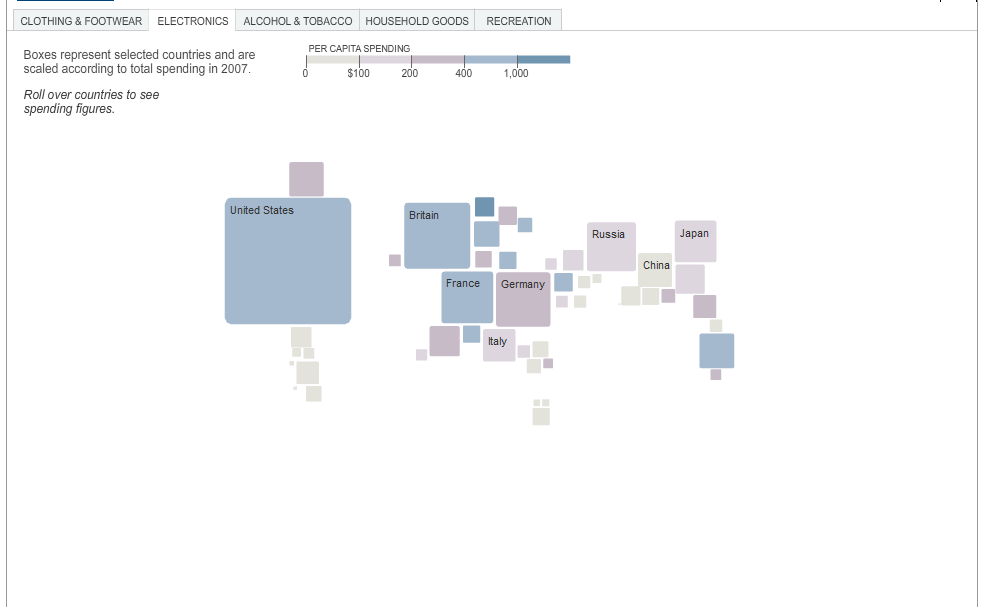 CLOTHING & FOOTWEAR
ELECTRONICS
ALCOHOL & TOBACCO
HOUSEHOLD GOODS
RECREATION
Boxes represent selected countries and are
scaled according to total spending in 2007.
Roll over countries to see
spending figures.
PER CAPITA SPENDING
0 $100 200 400 1,000
United States
Britain
France
Germany
Italy
Russia
China
Japan